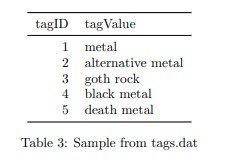 tagID tagValue
1 metal
2 alternative metal
3 goth rock
4 black metal
5 death metal
Table 3: Sample from tags.dat